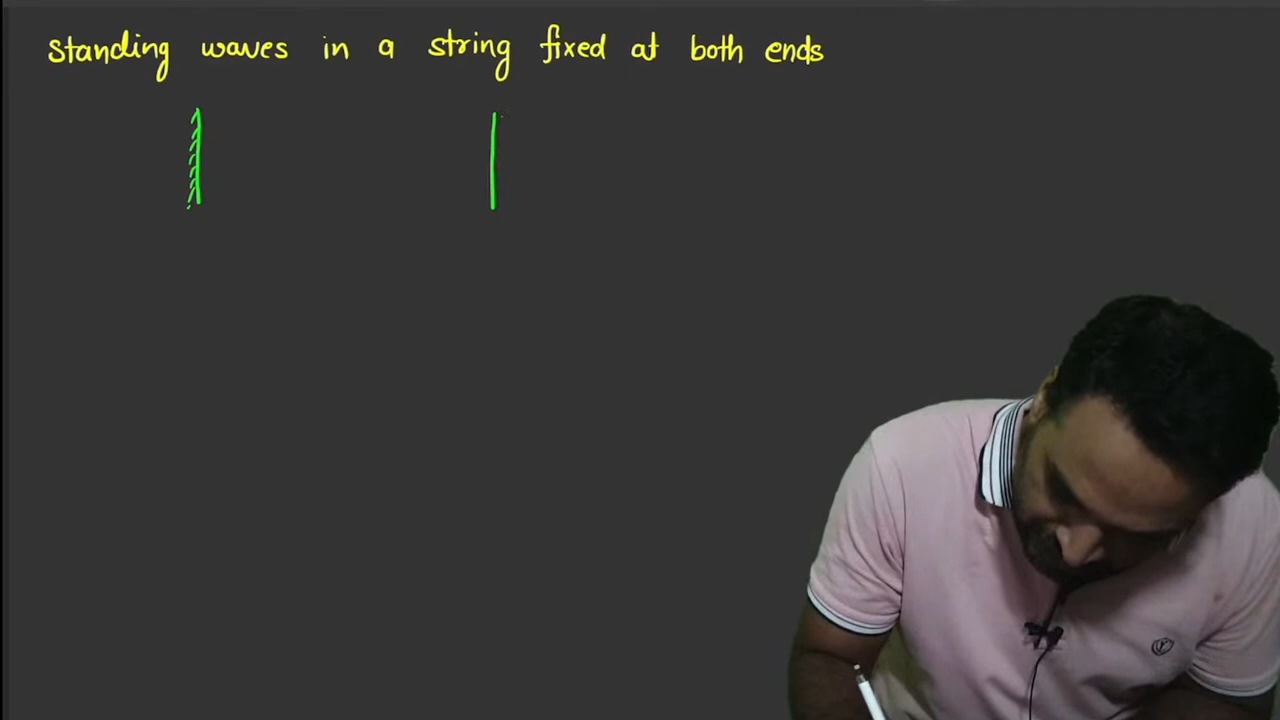 standing waves in a string fixed at both ends